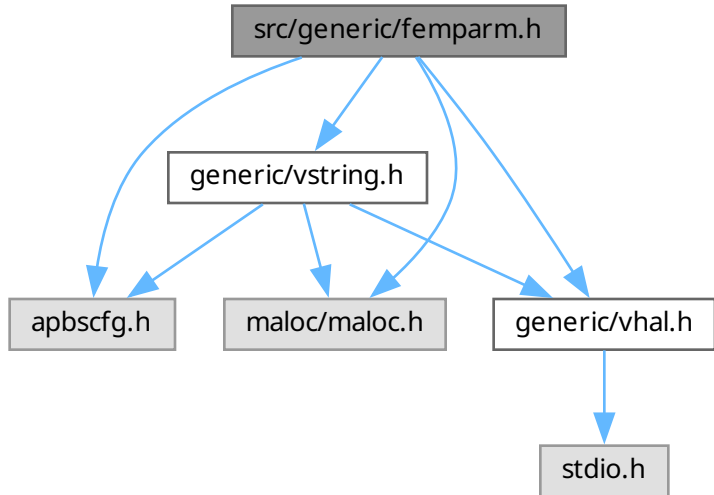 src/generic/femparm.h
generic/vstring.h
apbscfg.h
maloc/maloc.h
generic/vhal.h
stdio.h